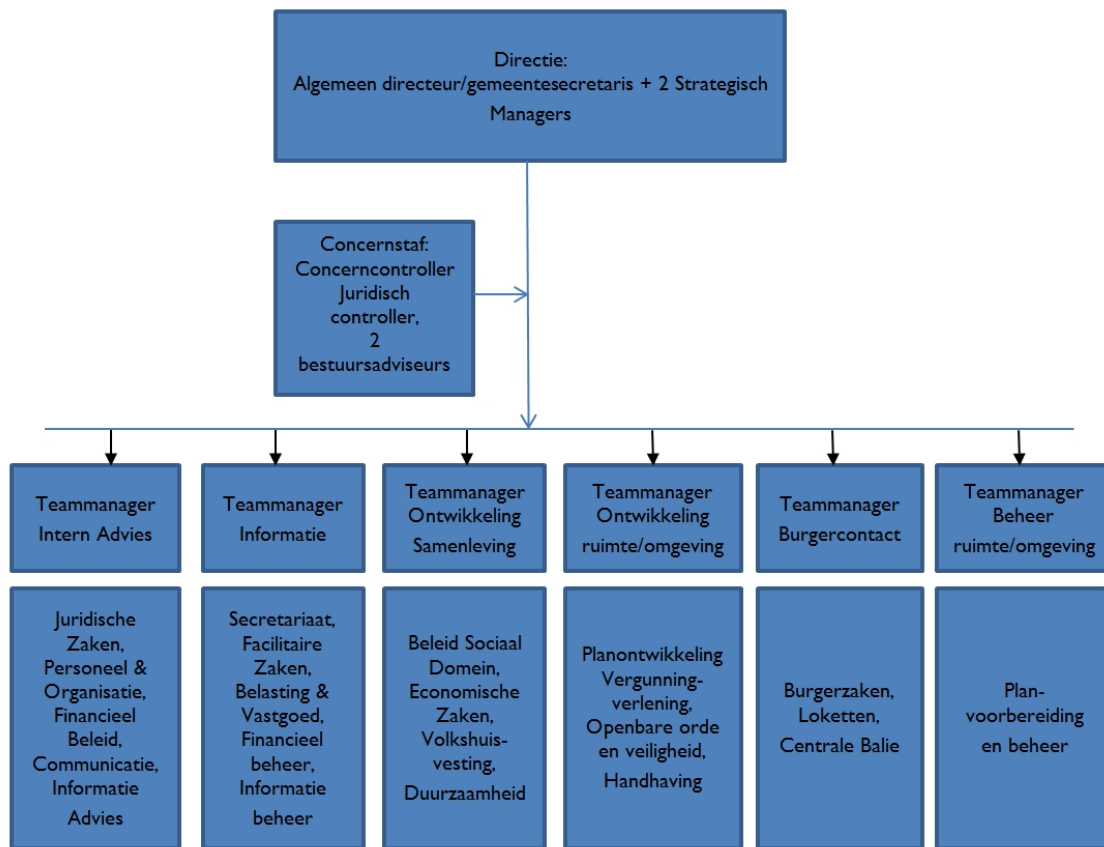 Directie:
Algemeen directeur/gemeentesecretaris + 2 Strategisch
Managers
Concernstaf:
Concerncontroller
Juridisch
controller,
2
bestuursadviseurs
Teammanager
Intern Advies
Teammanager
Informatie
Teammanager
Ontwikkeling
Samenleving
Teammanager
Ontwikkeling
ruimte/omgeving
Teammanager
Burgercontact
Teammanager
Beheer
ruimte/omgeving
Juridische
Zaken,
Personeel &
Organisatie,
Financieel
Beleid,
Communicatie,
Informatie
Advies
Secretariaat,
Facilitaire
Zaken,
Belasting &
Vastgoed,
Financieel
beheer,
Informatie
beheer
Beleid Sociaal
Domein,
Economische
Zaken,
Volkshuis-
vesting,
Duurzaamheid
Planontwikkeling
Vergunning-
verlening,
Openbare orde
en veiligheid,
Handhaving
Burgerzaken,
Loketten,
Centrale Balie
Plan-
voorbereiding
en beheer